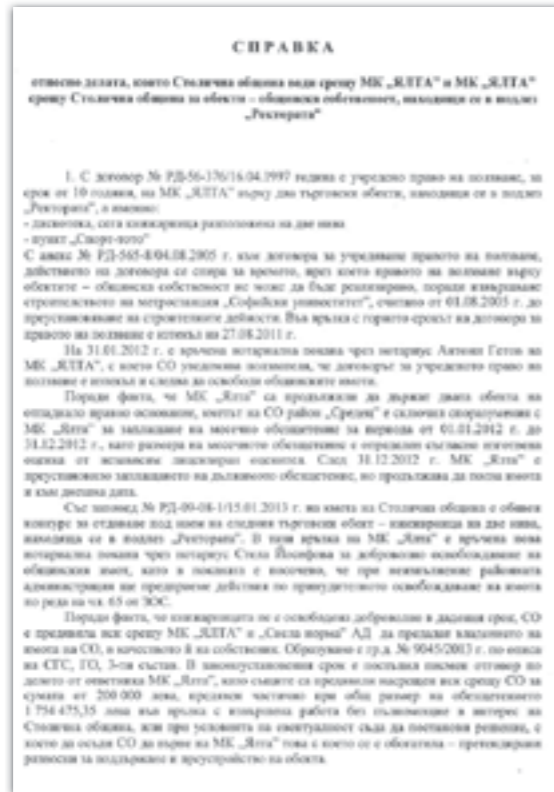 СПРАВКА
относно делата, които Столична община води срещу МК „ЯЛТА" и МК „ЯЛТА"
срещу Столична община за обекти – общинска собственост, находящи се в подлез
„Ректората"
1. С договор № РД-56-376/16.04.1997 година е учредено право на ползване, за
срок от 10 години, на МК „ЯЛТА" върху два търговски обекти, находящи се в подлез
„Ректората", а именно:
- дискотека, сега книжарница разположена на две нива
- пункт „Спорт-тото"
С анекс № РД-565-8/04.08.2005 г. към договора за учредяване правото на ползване,
действието на договора се спира за времето, през което правото на ползване върху
обектите – общинска собственост не може да бъде реализирано, поради извършване
строителството на метростанция „Софийски университет", считано от 01.08.2005 г. до
преустановяване на строителните дейности. Във връзка с горното срокът на договора за
правото на ползване е изтекъл на 27.08.2011 г.
На 31.01.2012 г. е връчена нотариална покана чрез нотариус Антони Гетов на
МК „ЯЛТА", с която СО уведомява ползвателя, че договорът за учреденото право на
ползване е изтекъл и следва да освободи общинските имоти.
Поради факта, че МК „Ялта" са продължили да държат двата обекта на
отпаднало правно основание, кметът на СО район „Средец" е сключил споразумения с
МК „Ялта" за заплащане на месечно обезщетение за периода от 01.01.2012 г. до
31.12.2012 г., като размера на месечното обезщетение е определен съгласно изготвена
оценка от независим лицензиран оценител. След 31.12.2012 г. МК „Ялта" е
преустановило заплащането на дължимото обезщетение, но продължава да ползва имота
и към днешна дата.
Със заповед № РД-09-08-1/15.01.2013 г. на кмета на Столична община е обявен
конкурс за отдаване под наем на следния търговски обект – книжарница на две нива,
находяща се в подлез „Ректората". В тази връзка на МК „Ялта" е връчена нова
нотариална покана чрез нотариус Стела Йосифова за доброволно освобождаване на
общинския имот, като в поканата е посочено, че при неизпълнение районната
администрация ще предприеме действия по принудителното освобождаване на имота
по реда на чл. 65 от ЗОС.
Поради факта, че книжарницата не е освободена доброволно в дадения срок, СО
е предявила иск срещу МК „ЯЛТА" и АД да предадат владението на
имота на СО, в качеството й на собственик. Образувано е гр.д. № 9045/2013 г. по описа
на СГС, ГО, 3-ти състав. В законоустановения срок е постъпил писмен отговор по
делото от ответника МК „Ялта", като същите са предявили насрещен иск срещу СО за
сумата от 200 000 лева, предявен частично при общ размер на обезщетението
1 754 475,35 лева във връзка с извършена работа без пълномощие в интерес на
Столична община, или при условията на евентуалност съда да постанови решение, с
което да осъди СО да върне на МК „Ялта" това с което се е обогатила – претендирани
разноски за поддържане и преустройство на обекта.